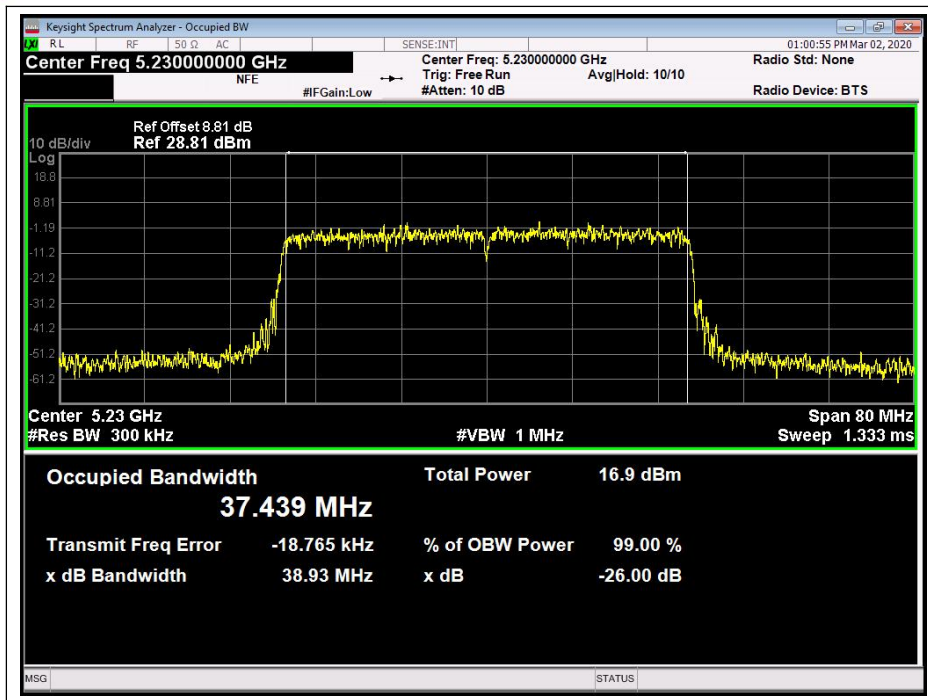 Keysight Spectrum Analyzer - Occupied BW
LXI RL RF 50 Ω AC SENSE:INT 01:00:55 PM Mar 02, 2020
Center Freq 5.230000000 GHz Center Freq: 5.230000000 GHz Radio Std: None
NFE Trig: Free Run Avg|Hold: 10/10
#IFGain:Low #Atten: 10 dB Radio Device: BTS
Ref Offset 8.81 dB
10 dB/div Ref 28.81 dBm
Log
18.8
8.81
-1.19
-11.2
-21.2
-31.2
-41.2
-51.2
-61.2
Center 5.23 GHz Span 80 MHz
#Res BW 300 kHz #VBW 1 MHz Sweep 1.333 ms
Occupied Bandwidth Total Power 16.9 dBm
37.439 MHz
Transmit Freq Error -18.765 kHz % of OBW Power 99.00 %
x dB Bandwidth 38.93 MHz x dB -26.00 dB
MSG STATUS